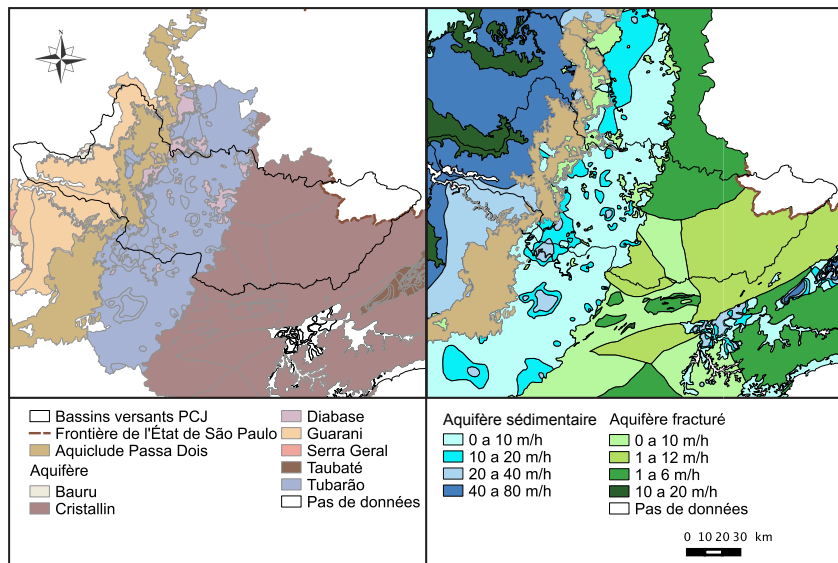 N
Bassins versants PCJ
Frontière de l'État de São Paulo
Aquiclude Passa Dois
Aquifère
Bauru
Cristallin
Diabase
Guarani
Serra Geral
Taubaté
Tubarão
Pas de données
Aquifère sédimentaire
0 a 10 m/h
10 a 20 m/h
20 a 40 m/h
40 a 80 m/h
Aquifère fracturé
0 a 10 m/h
1 a 12 m/h
1 a 6 m/h
10 a 20 m/h
Pas de données
0 10 20 30 km